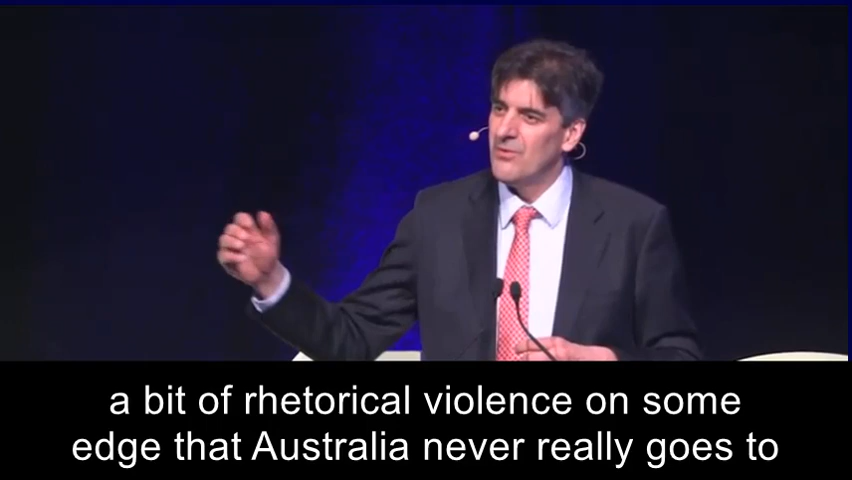 a bit of rhetorical violence on some
edge that Australia never really goes to